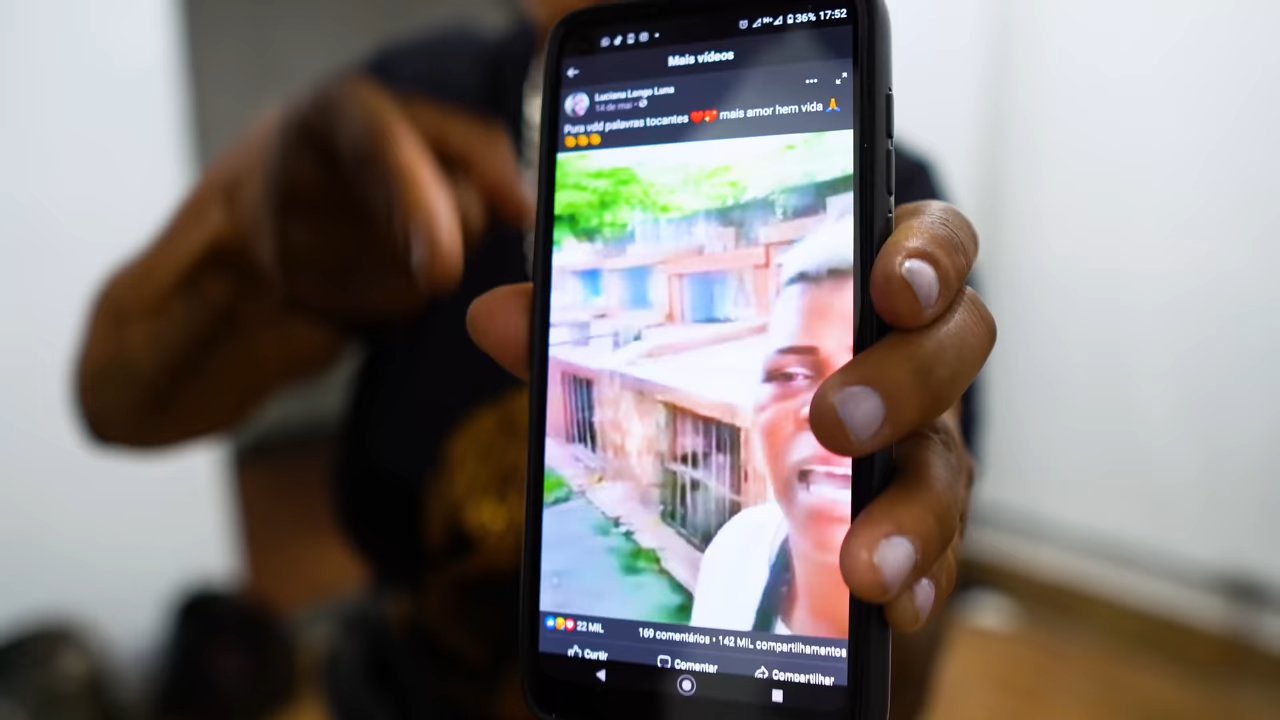 36% 17:52
Mais vídeos
Luciana Longo Luna
14 de mai •
Pura vdd palavras tocantes ❤️💖 mais amor hem vida 🙏
👏👏👏
22 MIL 169 comentários • 142 MIL compartilhamentos
Curtir Comentar Compartilhar